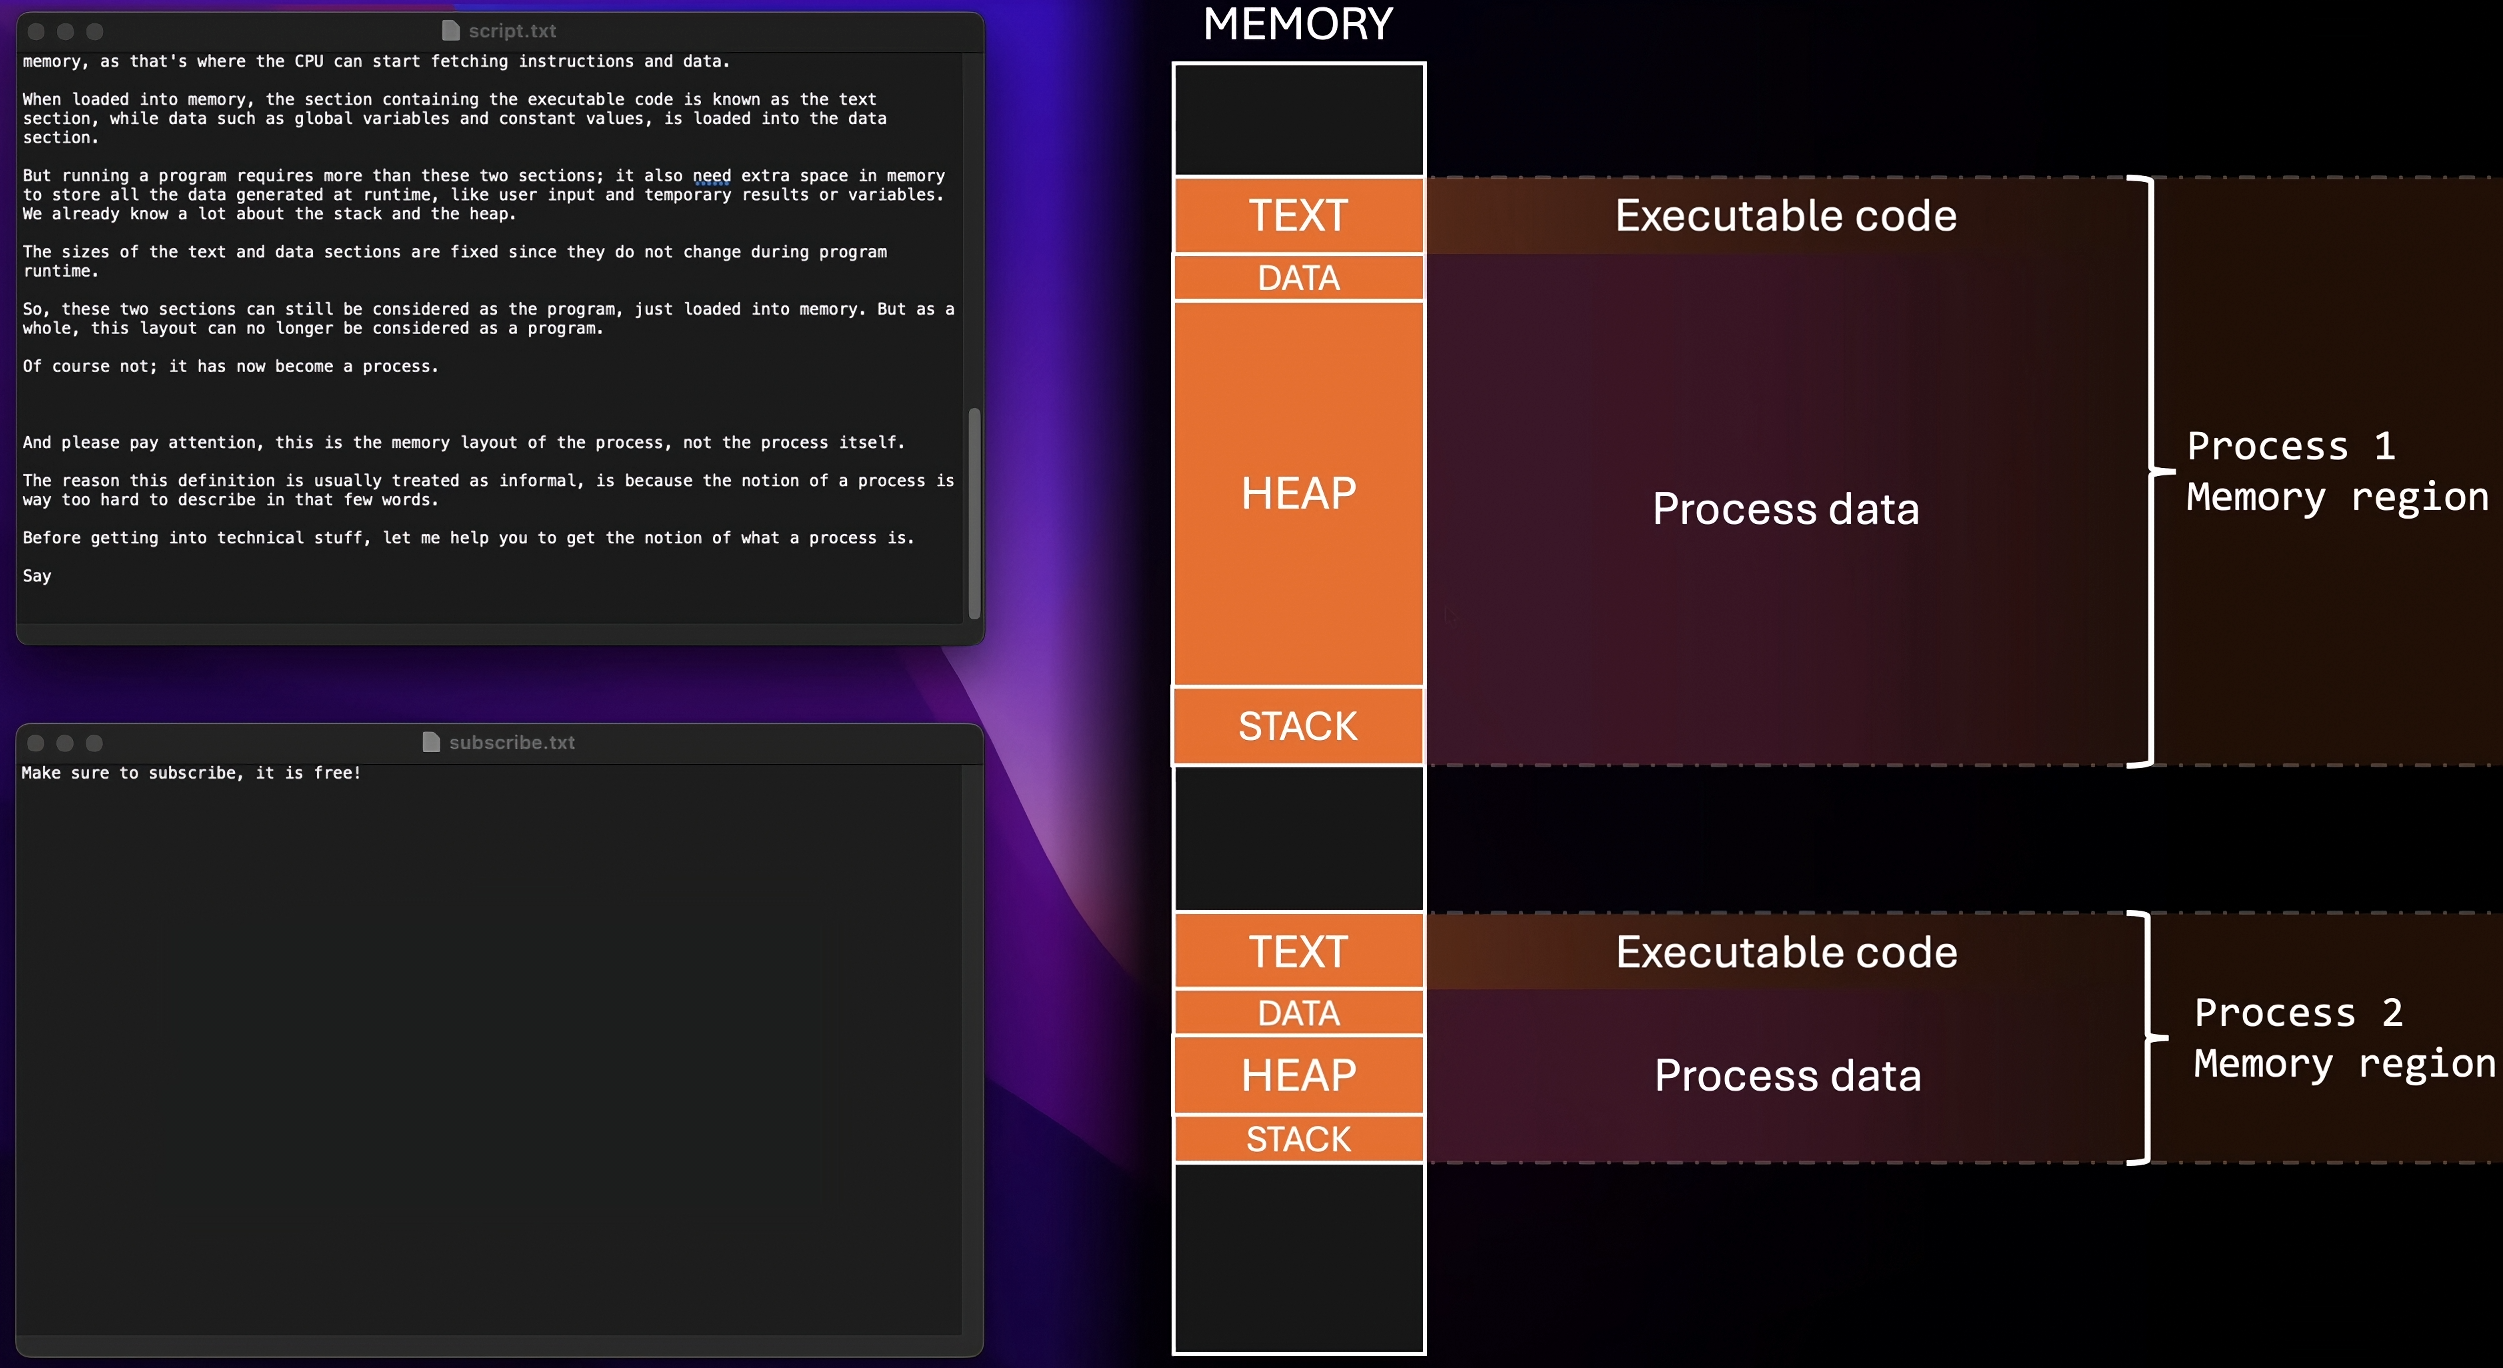 script.txt
memory, as that's where the CPU can start fetching instructions and data.
When loaded into memory, the section containing the executable code is known as the text
section, while data such as global variables and constant values, is loaded into the data
section.
But running a program requires more than these two sections; it also need extra space in memory
to store all the data generated at runtime, like user input and temporary results or variables.
We already know a lot about the stack and the heap.
The sizes of the text and data sections are fixed since they do not change during program
runtime.
So, these two sections can still be considered as the program, just loaded into memory. But as a
whole, this layout can no longer be considered as a program.
Of course not; it has now become a process.
And please pay attention, this is the memory layout of the process, not the process itself.
The reason this definition is usually treated as informal, is because the notion of a process is
way too hard to describe in that few words.
Before getting into technical stuff, let me help you to get the notion of what a process is.
Say
subscribe.txt
Make sure to subscribe, it is free!
MEMORY
TEXT
Executable code
DATA
HEAP
Process data
STACK
Process 1
Memory region
TEXT
Executable code
DATA
HEAP
Process data
STACK
Process 2
Memory region